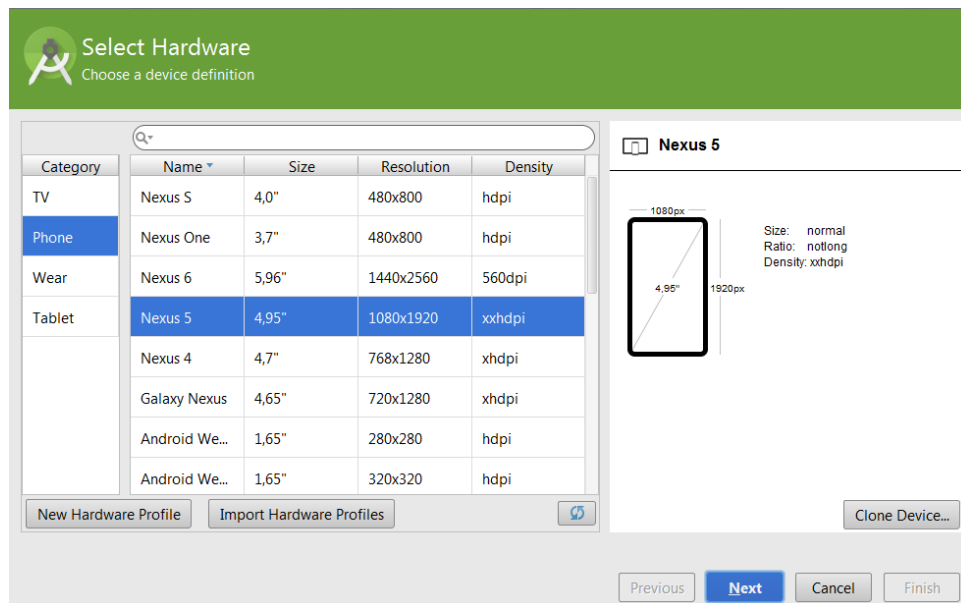 Select Hardware
Choose a device definition
Category
TV
Phone
Wear
Tablet
Name Size Resolution Density
Nexus S 4,0" 480x800 hdpi
Nexus One 3,7" 480x800 hdpi
Nexus 6 5,96" 1440x2560 560dpi
Nexus 5 4,95" 1080x1920 xxhdpi
Nexus 4 4,7" 768x1280 xhdpi
Galaxy Nexus 4,65" 720x1280 xhdpi
Android We... 1,65" 280x280 hdpi
Android We... 1,65" 320x320 hdpi
New Hardware Profile Import Hardware Profiles
Nexus 5
1080px
4,95"
1920px
Size: normal
Ratio: notlong
Density: xxhdpi
Clone Device...
Previous Next Cancel Finish